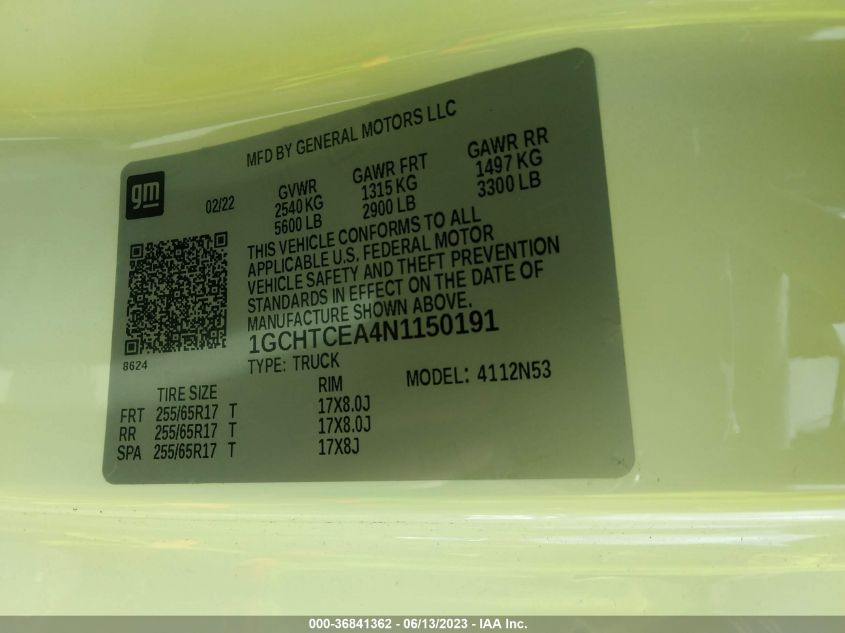 MFD BY GENERAL MOTORS LLC
gm
02/22
GVWR GAWR FRT GAWR RR
2540 KG 1315 KG 1497 KG
5600 LB 2900 LB 3300 LB
THIS VEHICLE CONFORMS TO ALL
APPLICABLE U.S. FEDERAL MOTOR
VEHICLE SAFETY AND THEFT PREVENTION
STANDARDS IN EFFECT ON THE DATE OF
MANUFACTURE SHOWN ABOVE.
1GCHTCEA4N1150191
8624
TYPE: TRUCK
MODEL: 4112N53
TIRE SIZE RIM
FRT 255/65R17 T 17X8.0J
RR 255/65R17 T 17X8.0J
SPA 255/65R17 T 17X8J
000-36841362 - 06/13/2023 - IAA Inc.